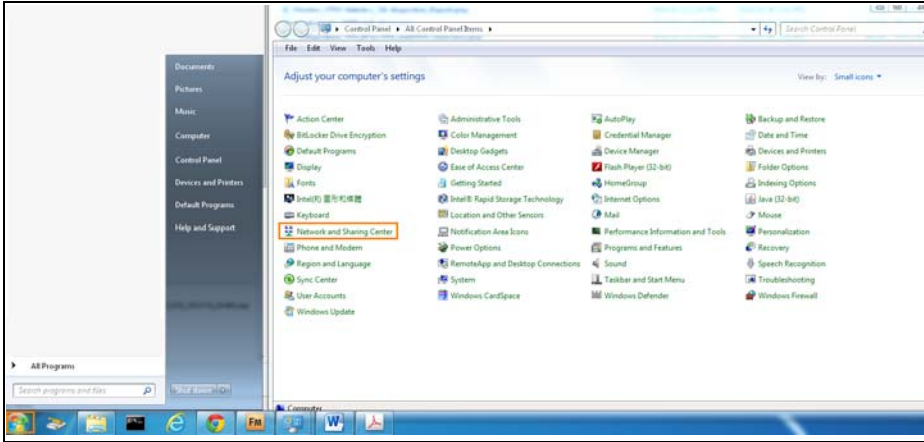 Control Panel ▸ All Control Panel Items ▸ Search Control Panel
File Edit View Tools Help
Adjust your computer's settings
View by: Small icons
Action Center
Administrative Tools
AutoPlay
Backup and Restore
BitLocker Drive Encryption
Color Management
Credential Manager
Date and Time
Default Programs
Desktop Gadgets
Device Manager
Devices and Printers
Display
Ease of Access Center
Flash Player (32-bit)
Folder Options
Fonts
Getting Started
HomeGroup
Indexing Options
Intel(R) 圖形和媒體
Intel® Rapid Storage Technology
Internet Options
Java (32-bit)
Keyboard
Location and Other Sensors
Mail
Mouse
Network and Sharing Center
Notification Area Icons
Performance Information and Tools
Personalization
Phone and Modem
Power Options
Programs and Features
Recovery
Region and Language
RemoteApp and Desktop Connections
Sound
Speech Recognition
Sync Center
System
Taskbar and Start Menu
Troubleshooting
User Accounts
Windows CardSpace
Windows Defender
Windows Firewall
Windows Update
Documents
Pictures
Music
Computer
Control Panel
Devices and Printers
Default Programs
Help and Support
All Programs
Search programs and files
Computer
FM
W